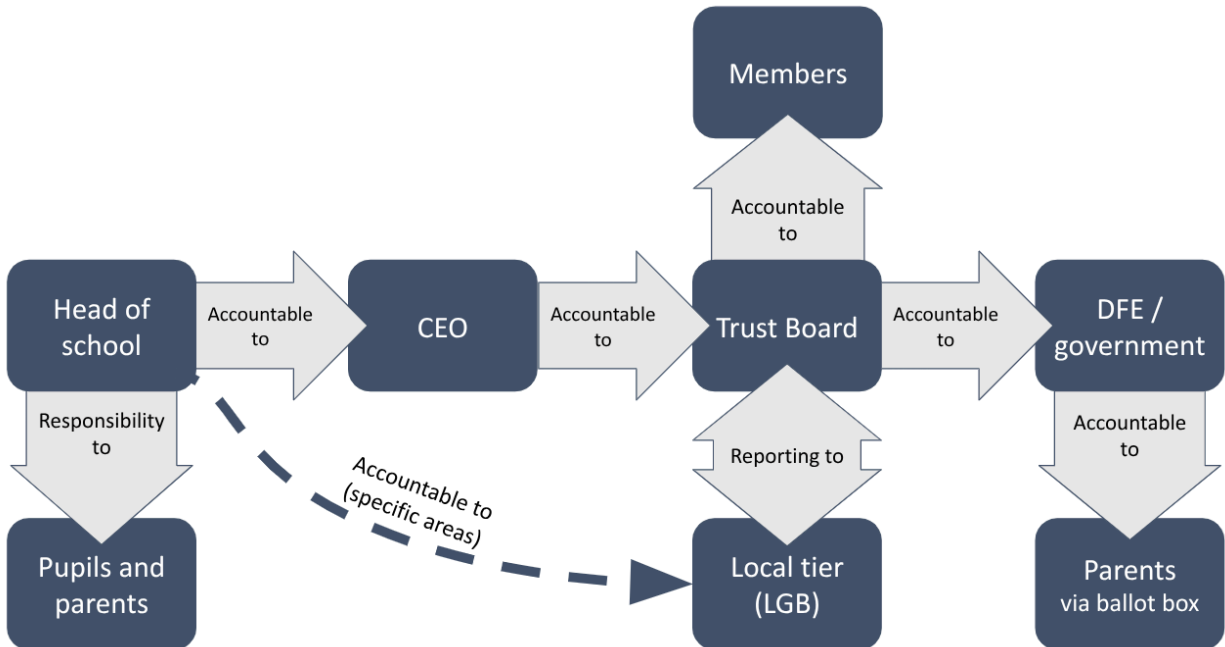 Members
Accountable
to
Head of
school
Accountable
to
CEO
Accountable
to
Trust Board
Accountable
to
DFE /
government
Responsibility
to
Accountable to
(specific areas)
Reporting to
Accountable
to
Pupils and
parents
Local tier
(LGB)
Parents
via ballot box